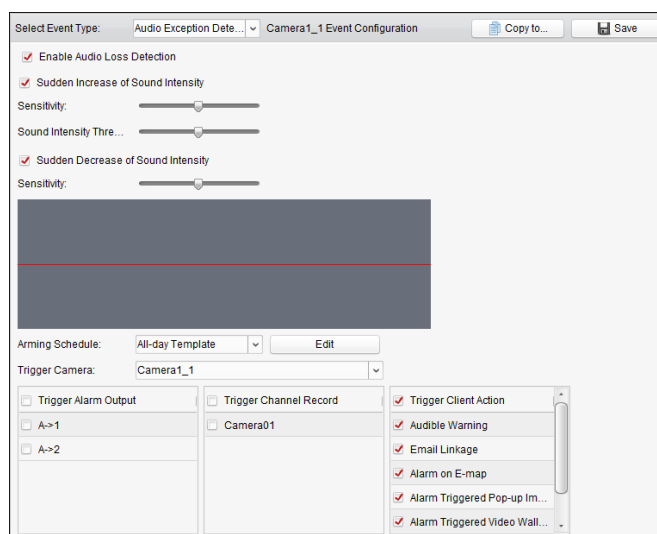 Select Event Type: Audio Exception Dete... Camera1_1 Event Configuration Copy to... Save
Enable Audio Loss Detection
Sudden Increase of Sound Intensity
Sensitivity:
Sound Intensity Thre...
Sudden Decrease of Sound Intensity
Sensitivity:
Arming Schedule: All-day Template Edit
Trigger Camera: Camera1_1
Trigger Alarm Output Trigger Channel Record Trigger Client Action
A->1 Camera01 Audible Warning
A->2 Email Linkage
Alarm on E-map
Alarm Triggered Pop-up Im...
Alarm Triggered Video Wall...